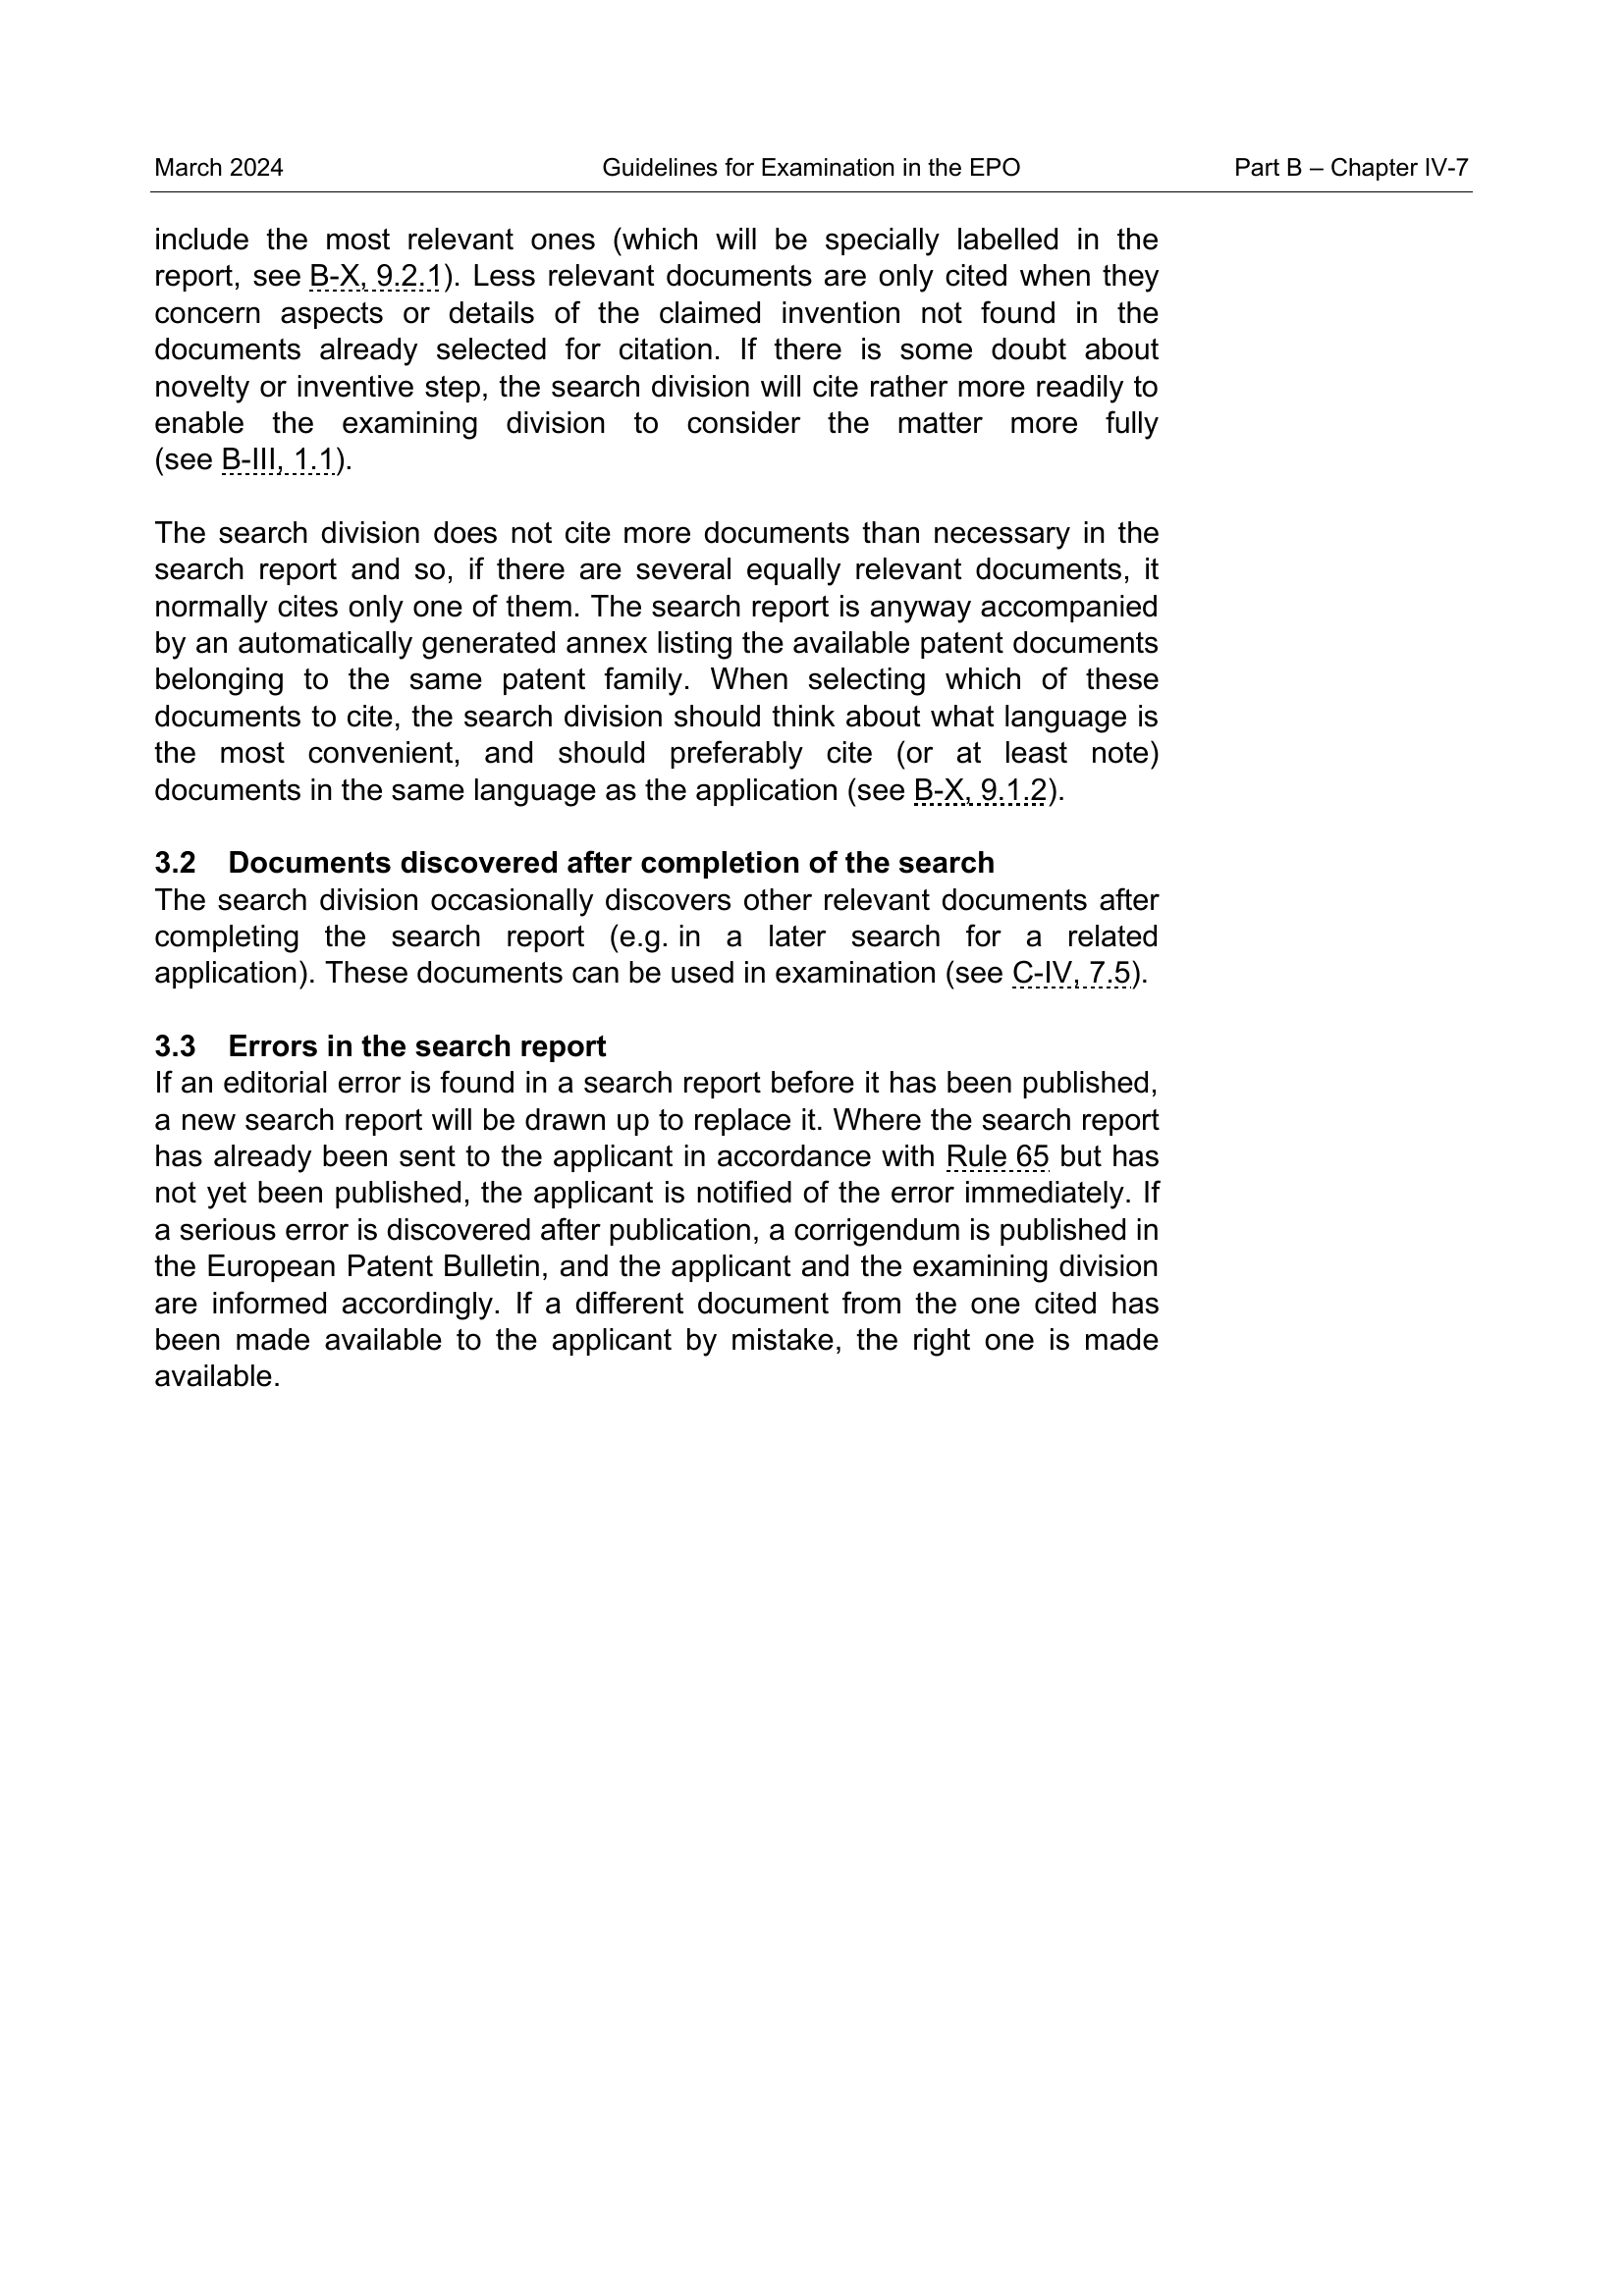 March 2024 Guidelines for Examination in the EPO Part B – Chapter IV-7
include the most relevant ones (which will be specially labelled in the
report, see B-X, 9.2.1). Less relevant documents are only cited when they
concern aspects or details of the claimed invention not found in the
documents already selected for citation. If there is some doubt about
novelty or inventive step, the search division will cite rather more readily to
enable the examining division to consider the matter more fully
(see B-III, 1.1).
The search division does not cite more documents than necessary in the
search report and so, if there are several equally relevant documents, it
normally cites only one of them. The search report is anyway accompanied
by an automatically generated annex listing the available patent documents
belonging to the same patent family. When selecting which of these
documents to cite, the search division should think about what language is
the most convenient, and should preferably cite (or at least note)
documents in the same language as the application (see B-X, 9.1.2).
3.2 Documents discovered after completion of the search
The search division occasionally discovers other relevant documents after
completing the search report (e.g. in a later search for a related
application). These documents can be used in examination (see C-IV, 7.5).
3.3 Errors in the search report
If an editorial error is found in a search report before it has been published,
a new search report will be drawn up to replace it. Where the search report
has already been sent to the applicant in accordance with Rule 65 but has
not yet been published, the applicant is notified of the error immediately. If
a serious error is discovered after publication, a corrigendum is published in
the European Patent Bulletin, and the applicant and the examining division
are informed accordingly. If a different document from the one cited has
been made available to the applicant by mistake, the right one is made
available.